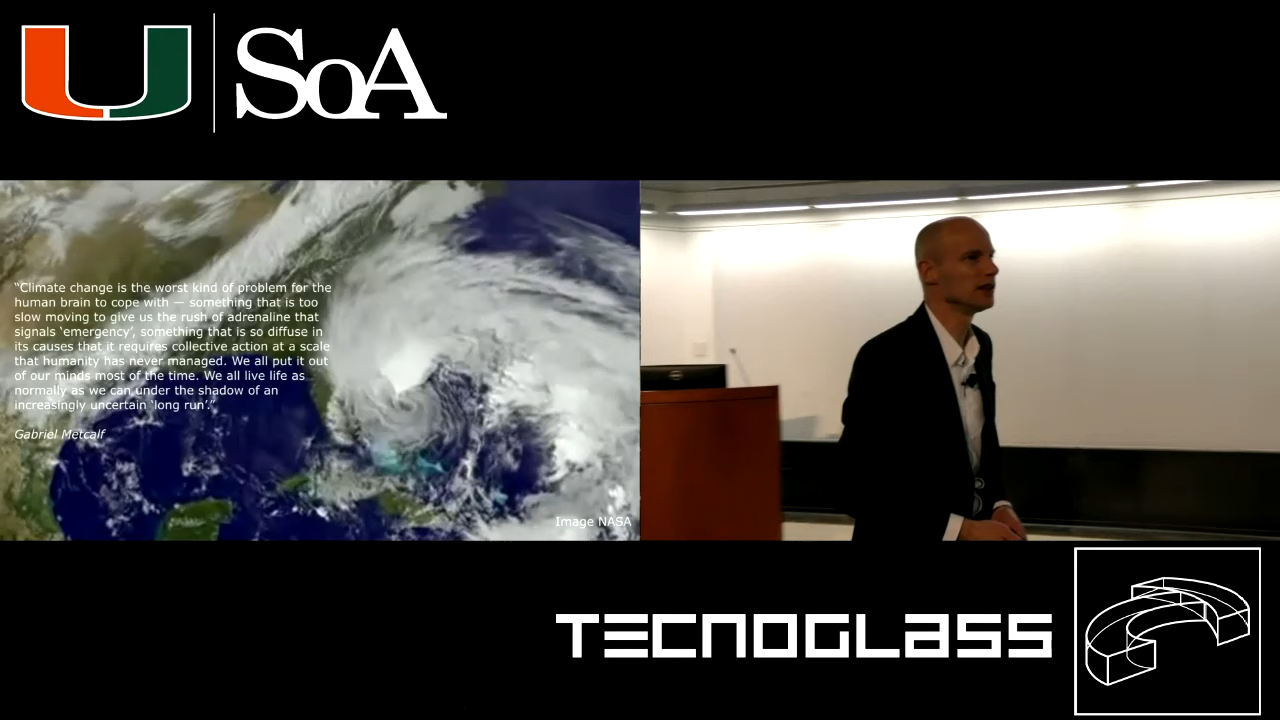 U
SoA
“Climate change is the worst kind of problem for the
human brain to cope with — something that is too
slow moving to give us the rush of adrenaline that
signals ‘emergency’, something that is so diffuse in
its causes that it requires collective action at a scale
that humanity has never managed. We all put it out
of our minds most of the time. We all live life as
normally as we can under the shadow of an
increasingly uncertain ‘long run’.”
Gabriel Metcalf
Image NASA
TECNOGLASS